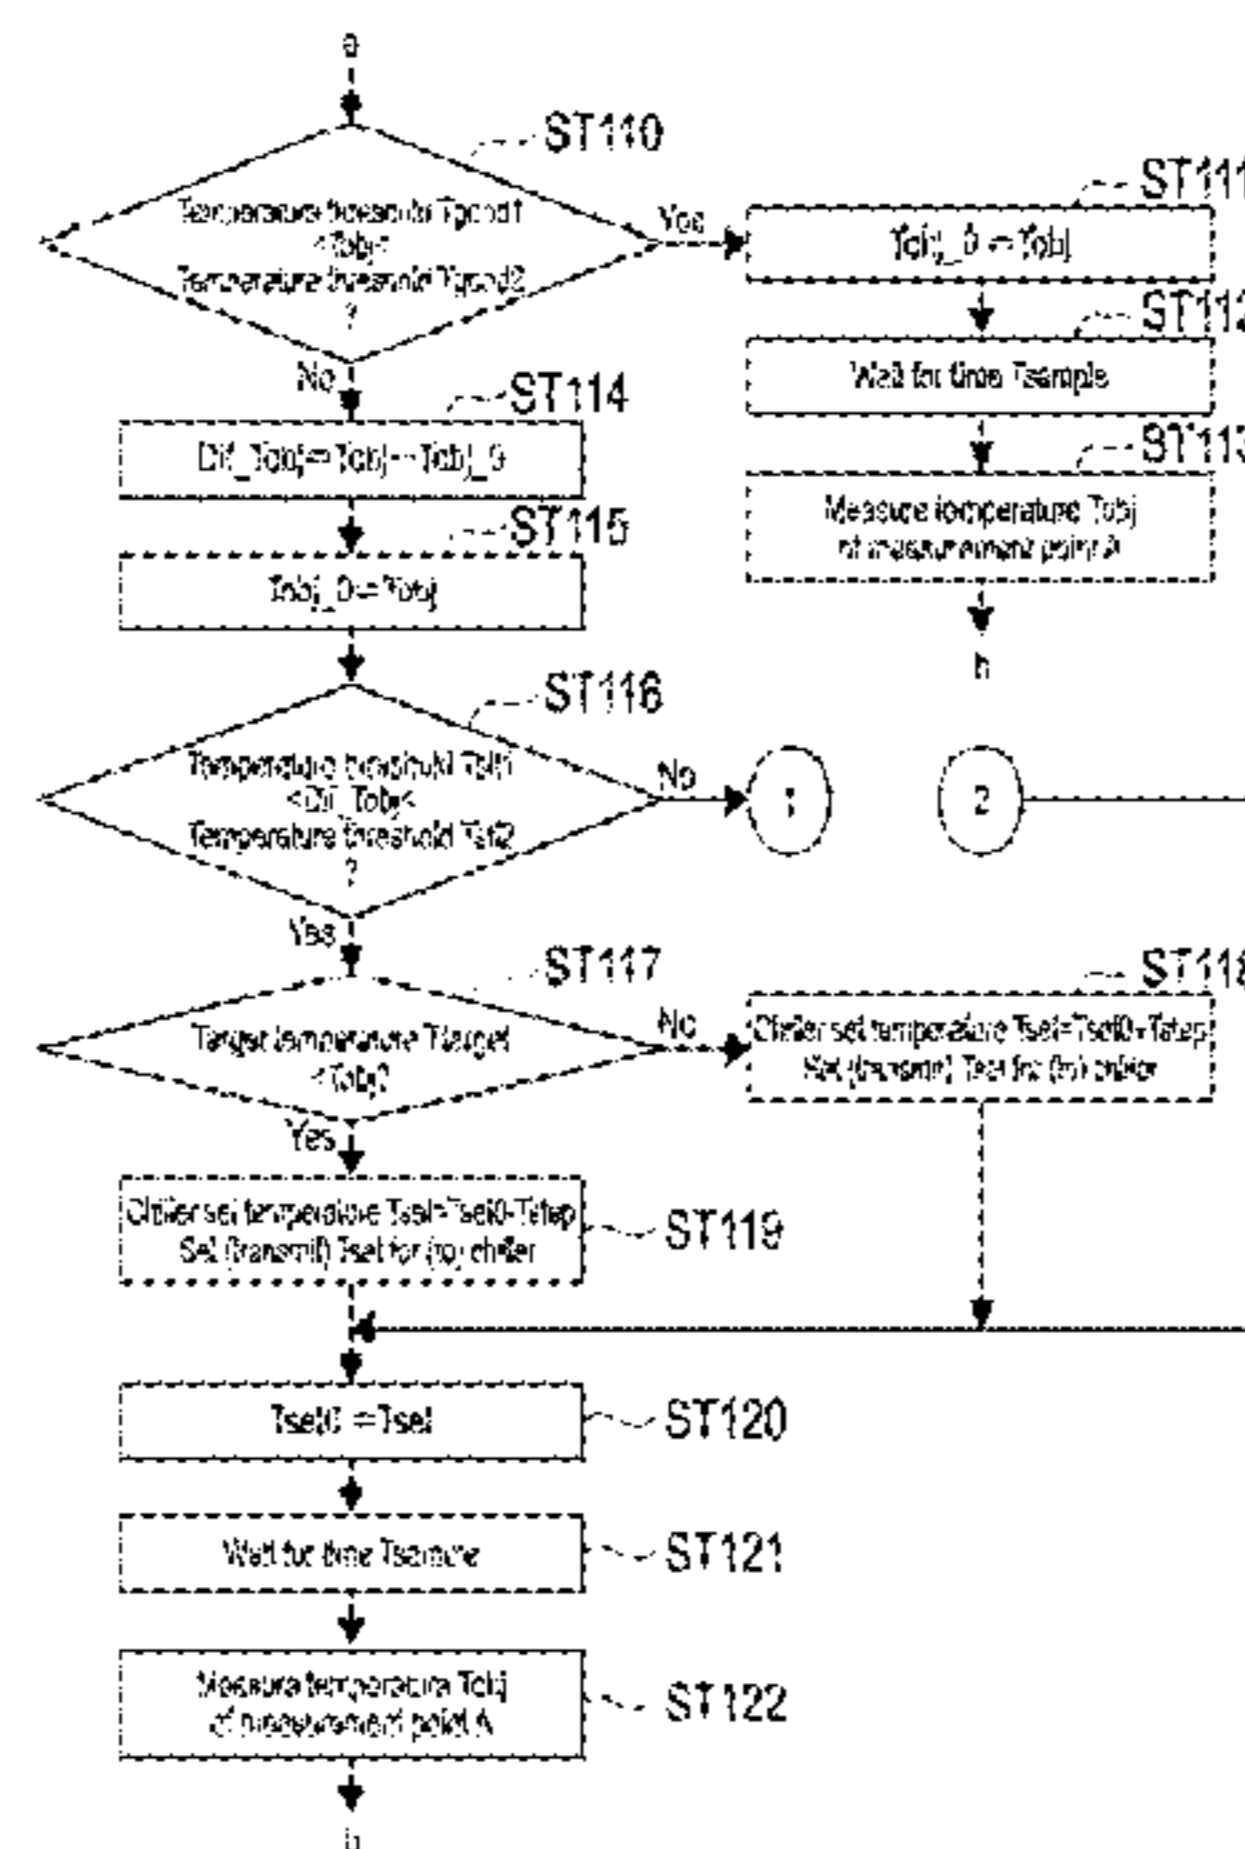 ST110
Temperature threshold Tgood1
<Tobj<
Temperature threshold Tgood2
?
Yes
ST111
Tobj_0 = Tobj
ST112
Wait for time Tsample
ST113
Measure temperature Tobj
of measurement point A
h
No
ST114
Dif_Tobj=Tobj-Tobj_0
ST115
Tobj_0 = Tobj
ST116
Temperature threshold
<Dif_Tobj<
Temperature threshold
?
No
1
2
Yes
ST117
Target temperature Ttarget
<Tobj?
No
ST118
Chiller set temperature Tset=Tset0+Tstep
Set (transmit) Tset for (to) chiller
Yes
Chiller set temperature Tset=Tset0-Tstep
Set (transmit) Tset for (to) chiller
ST119
Tset0 =Tset
ST120
Wait for time
ST121
Measure temperature Tobj
of measurement point A
ST122